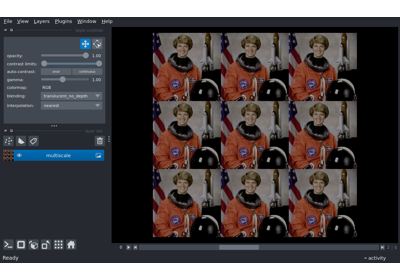 File View Layers Plugins Window Help
opacity: 1.00
contrast limits:
auto-contrast: once continuous
gamma: 1.00
colormap: RGB
blending: translucent_no_depth
interpolation: nearest
multiscale
0
Ready
activity